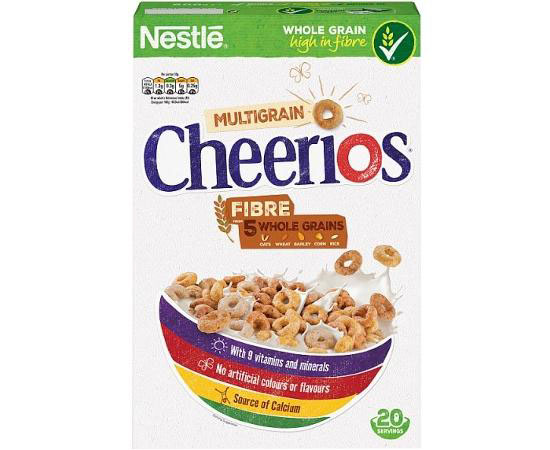 Nestlé
WHOLE GRAIN
high in fibre
MULTIGRAIN
Cheerios
FIBRE
FROM
5 WHOLE GRAINS
OATS WHEAT BARLEY CORN RICE
With 9 vitamins and minerals
No artificial colours or flavours
Source of Calcium
20
SERVINGS